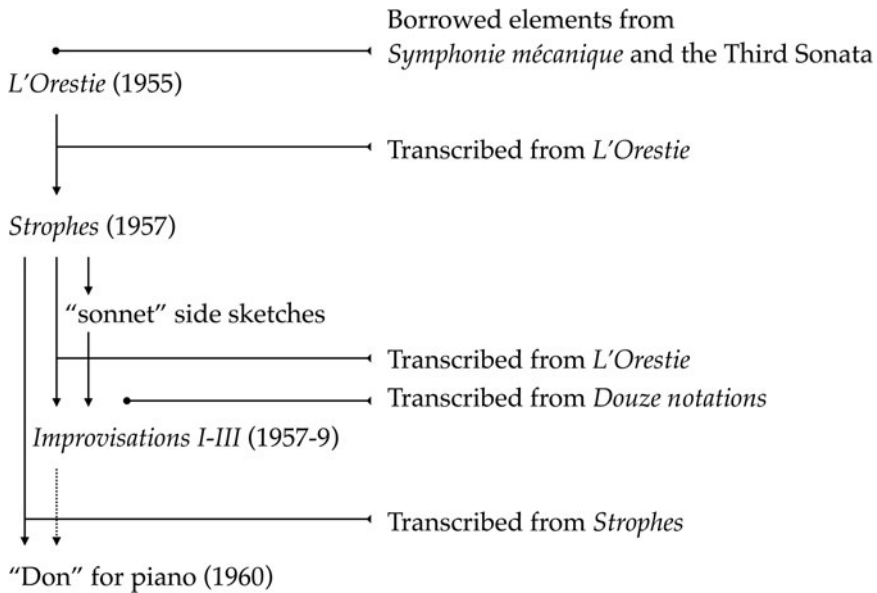 Borrowed elements from
Symphonie mécanique and the Third Sonata
L'Orestie (1955)
Transcribed from L'Orestie
Strophes (1957)
"sonnet" side sketches
Transcribed from L'Orestie
Transcribed from Douze notations
Improvisations I-III (1957-9)
Transcribed from Strophes
"Don" for piano (1960)